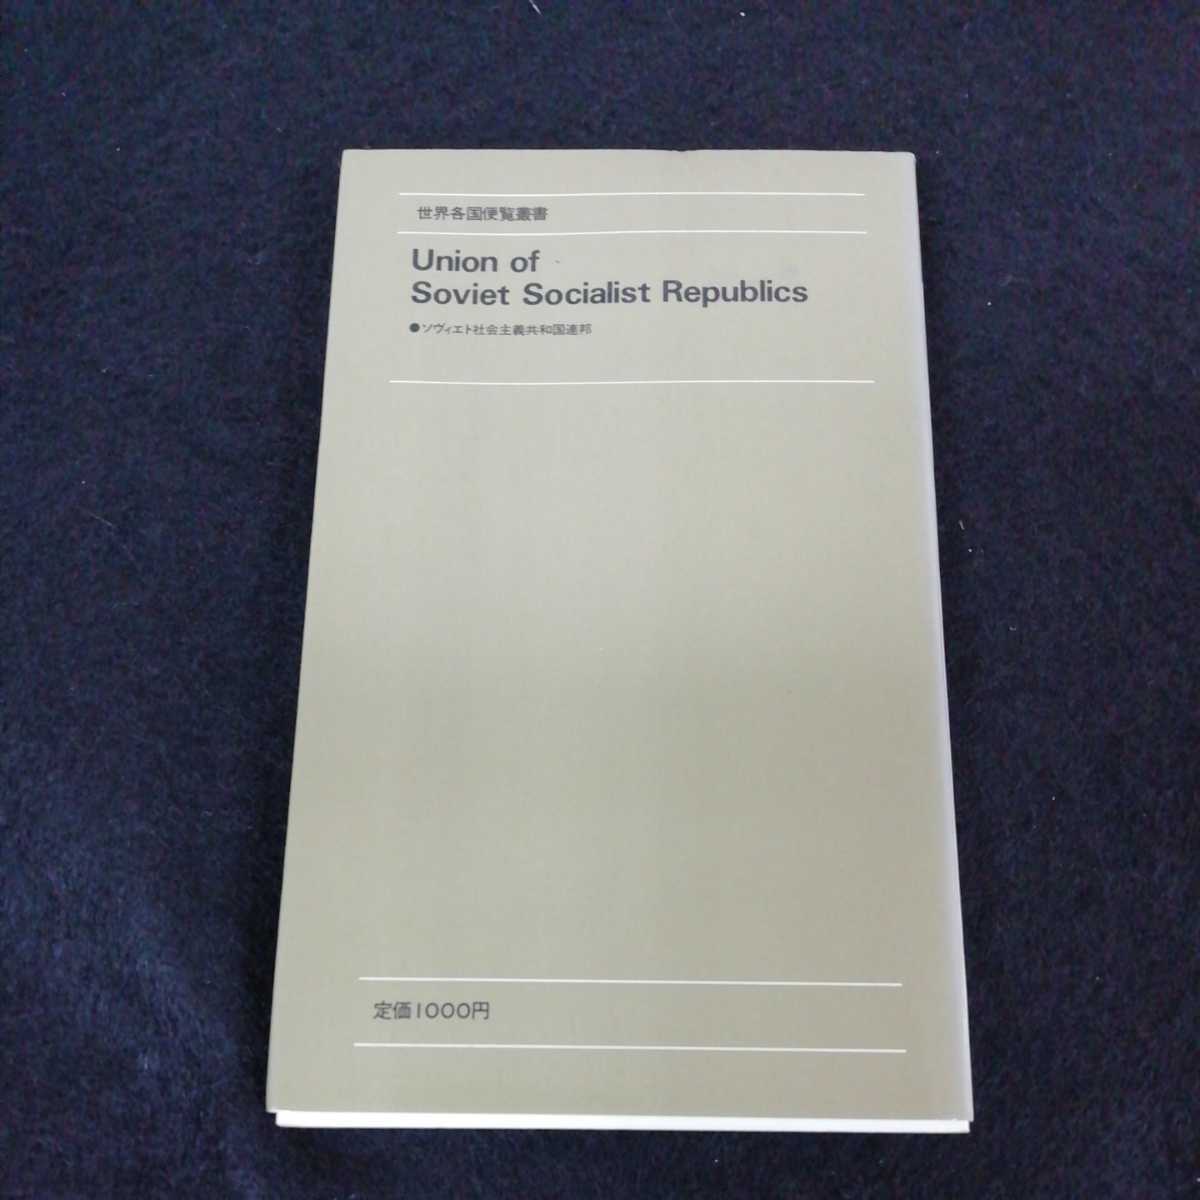 世界各国便覧叢書
Union of
Soviet Socialist Republics
●ソヴィエト社会主義共和国連邦
定価1000円